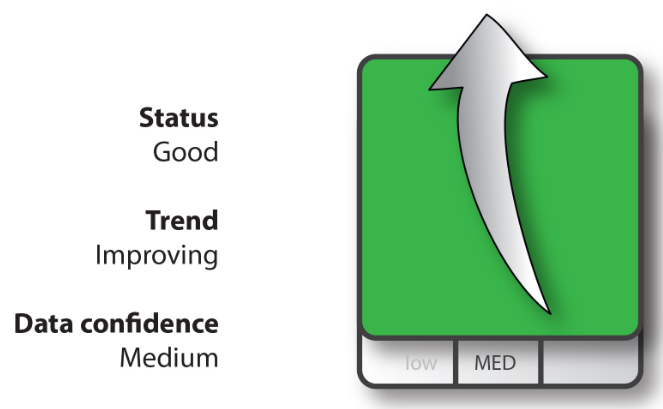 Status
Good
Trend
Improving
Data confidence
Medium
low MED